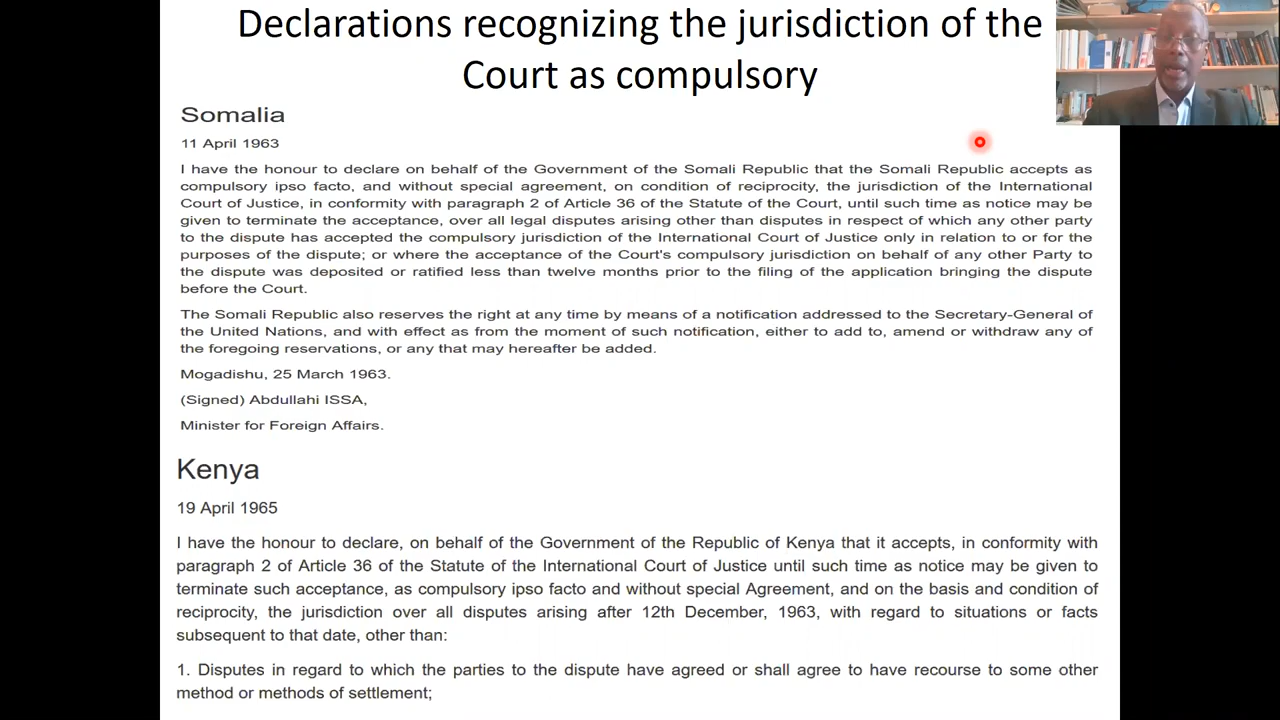 Declarations recognizing the jurisdiction of the
Court as compulsory
Somalia
11 April 1963
I have the honour to declare on behalf of the Government of the Somali Republic that the Somali Republic accepts as
compulsory ipso facto, and without special agreement, on condition of reciprocity, the jurisdiction of the International
Court of Justice, in conformity with paragraph 2 of Article 36 of the Statute of the Court, until such time as notice may be
given to terminate the acceptance, over all legal disputes arising other than disputes in respect of which any other party
to the dispute has accepted the compulsory jurisdiction of the International Court of Justice only in relation to or for the
purposes of the dispute; or where the acceptance of the Court's compulsory jurisdiction on behalf of any other Party to
the dispute was deposited or ratified less than twelve months prior to the filing of the application bringing the dispute
before the Court.
The Somali Republic also reserves the right at any time by means of a notification addressed to the Secretary-General of
the United Nations, and with effect as from the moment of such notification, either to add to, amend or withdraw any of
the foregoing reservations, or any that may hereafter be added.
Mogadishu, 25 March 1963.
(Signed) Abdullahi ISSA,
Minister for Foreign Affairs.
Kenya
19 April 1965
I have the honour to declare, on behalf of the Government of the Republic of Kenya that it accepts, in conformity with
paragraph 2 of Article 36 of the Statute of the International Court of Justice until such time as notice may be given to
terminate such acceptance, as compulsory ipso facto and without special Agreement, and on the basis and condition of
reciprocity, the jurisdiction over all disputes arising after 12th December, 1963, with regard to situations or facts
subsequent to that date, other than:
1. Disputes in regard to which the parties to the dispute have agreed or shall agree to have recourse to some other
method or methods of settlement;